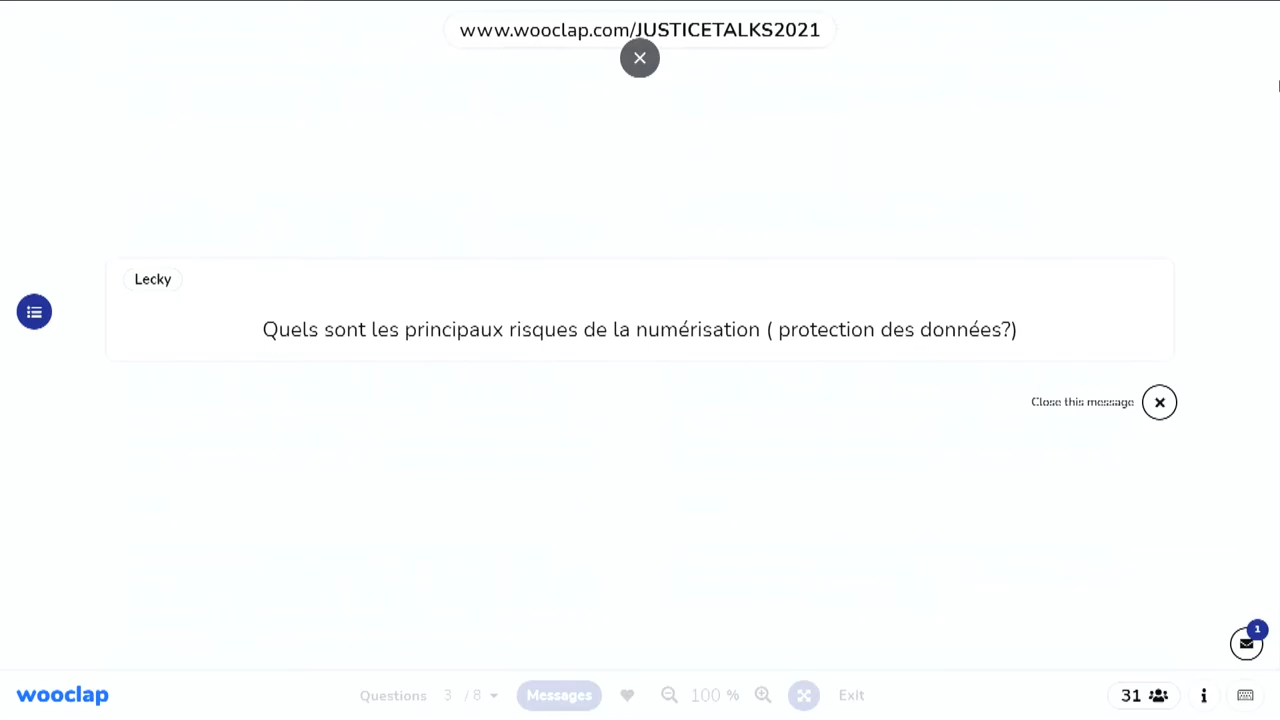 www.wooclap.com/JUSTICETALKS2021
Lecky
Quels sont les principaux risques de la numérisation ( protection des données?)
Close this message
1
wooclap
Questions 3 / 8 Messages 100 % Exit 31